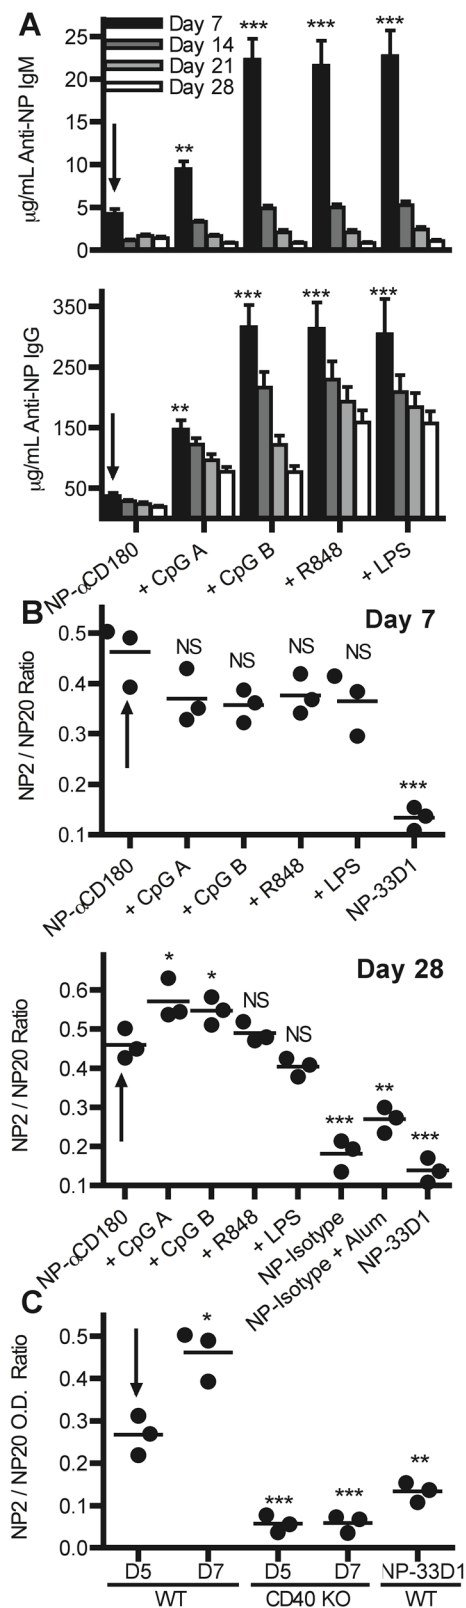 A
Day 7
Day 14
Day 21
Day 28
μg/mL Anti-NP IgM
25
20
15
10
5
0
**
***
***
***
μg/mL Anti-NP IgG
350
250
150
50
**
***
***
***
NP-αCD180
+ CpG A
+ CpG B
+ R848
+ LPS
B
Day 7
NP2 / NP20 Ratio
0.5
0.4
0.3
0.2
0.1
NS
NS
NS
NS
***
NP-αCD180
+ CpG A
+ CpG B
+ R848
+ LPS
NP-33D1
Day 28
NP2 / NP20 Ratio
0.6
0.5
0.4
0.3
0.2
0.1
*
*
NS
NS
***
**
***
NP-αCD180
+ CpG A
+ CpG B
+ R848
+ LPS
NP-Isotype
NP-Isotype + Alum
NP-33D1
C
NP2 / NP20 O.D. Ratio
0.5
0.4
0.3
0.2
0.1
0.0
*
***
***
**
D5 D7 D5 D7 NP-33D1
WT CD40 KO WT